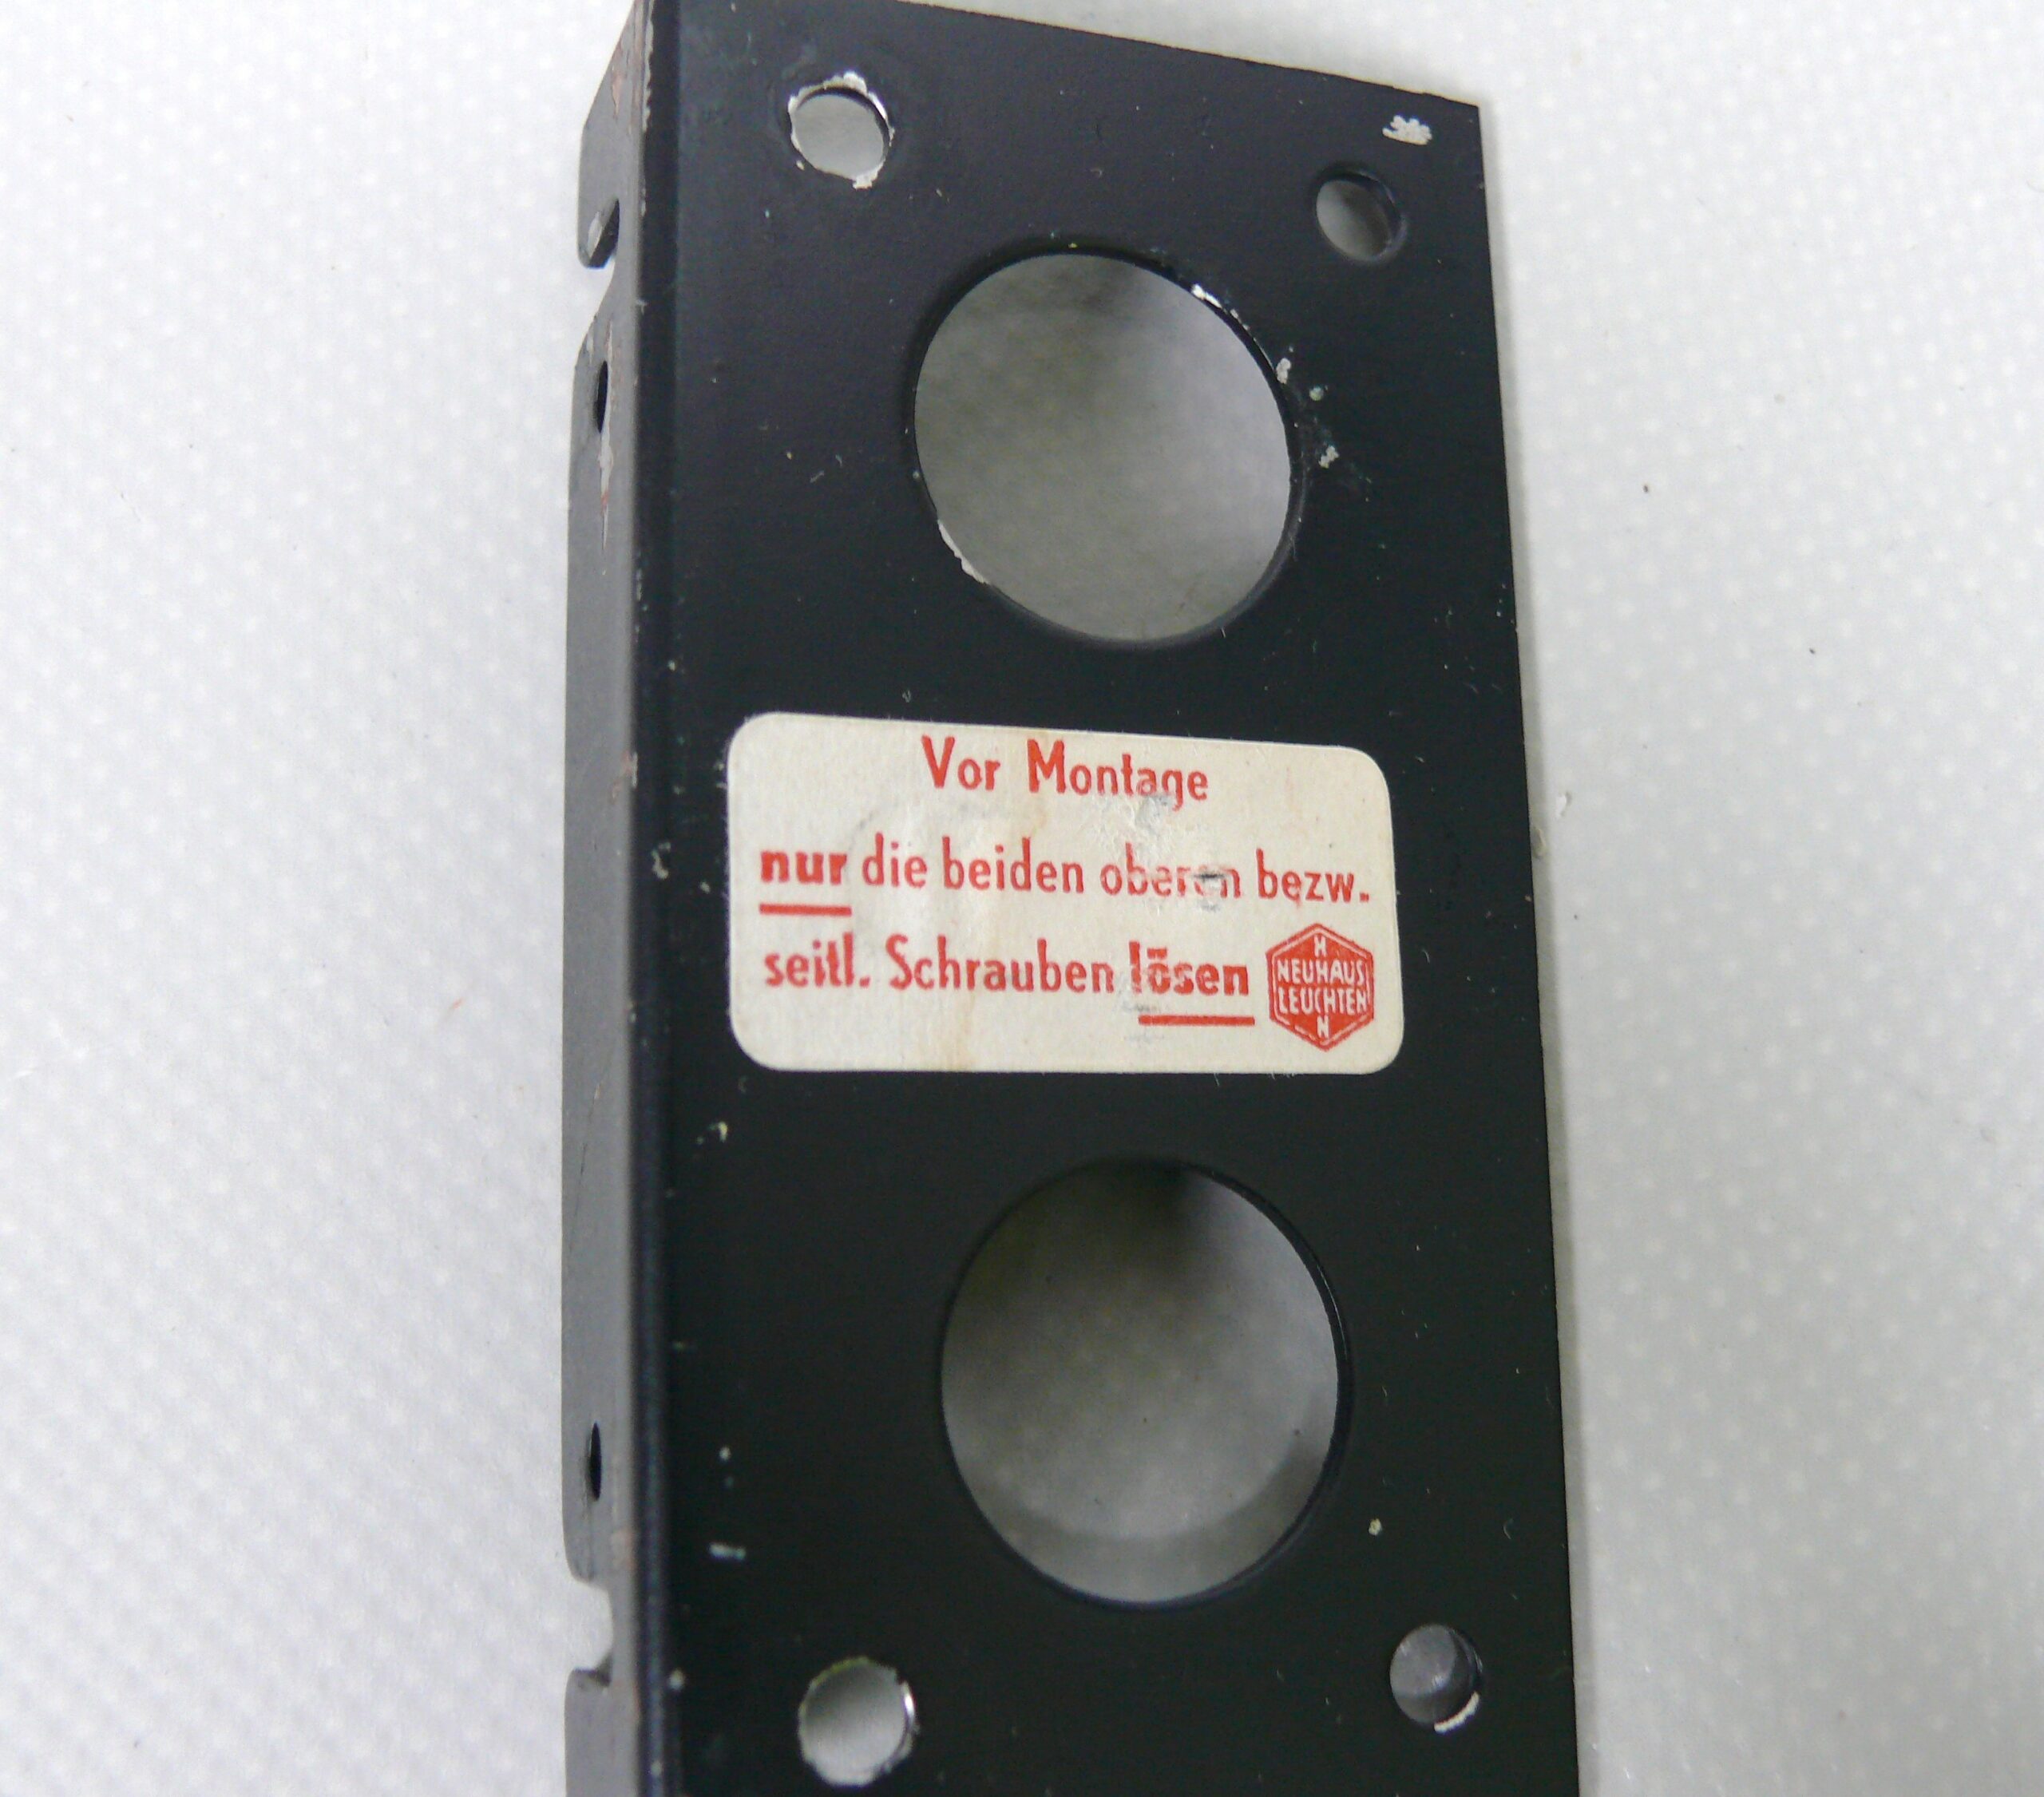 Vor Montage
nur die beiden oberen bezw.
seitl. Schrauben lösen
H
NEUHAUS
LEUCHTEN
N